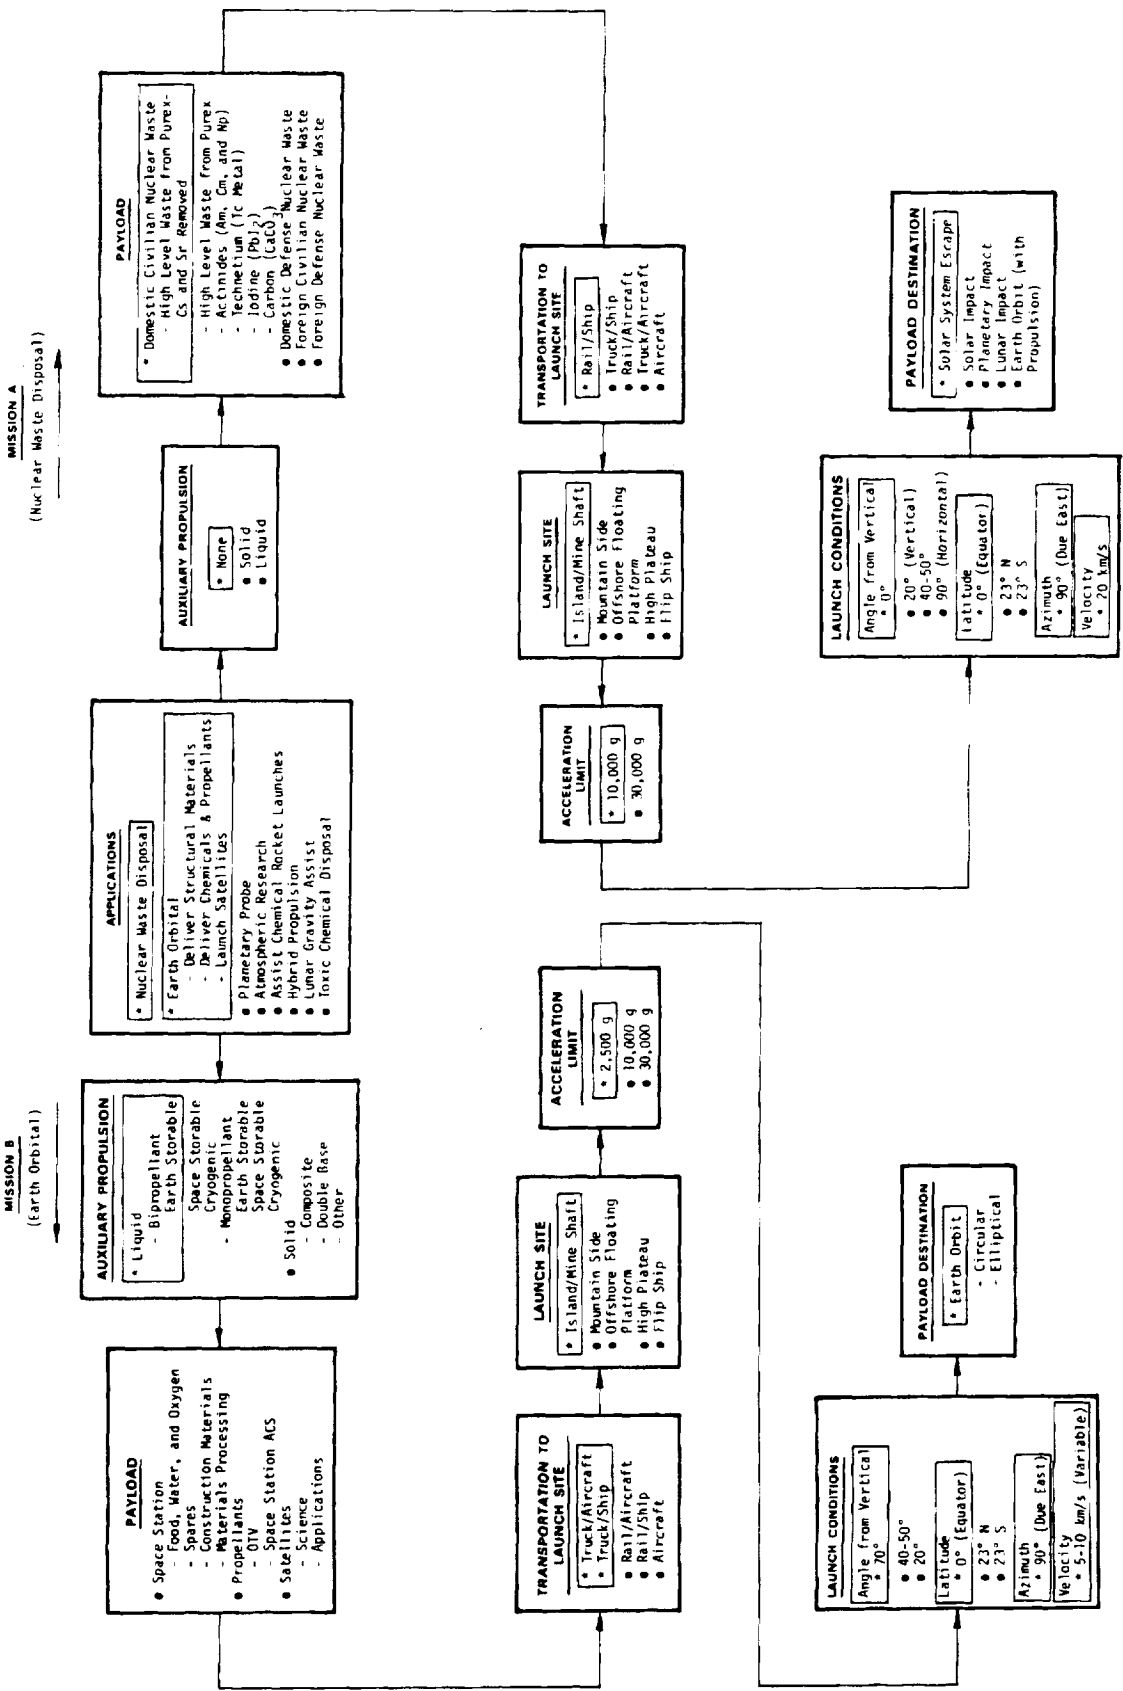 MISSION B
(Earth Orbital)
MISSION A
(Nuclear Waste Disposal)
PAYLOAD
• Space Station
- Food, Water, and Oxygen
- Spares
- Construction Materials
- Materials Processing
• Propellants
- OTV
- Space Station ACS
• Satellites
- Science
- Applications
AUXILIARY PROPULSION
* Liquid
- Bipropellant
Earth Storable
Space Storable
Cryogenic
- Monopropellant
Earth Storable
Space Storable
Cryogenic
• Solid
- Composite
- Double Base
- Other
APPLICATIONS
* Nuclear Waste Disposal
* Earth Orbital
- Deliver Structural Materials
- Deliver Chemicals & Propellants
- Launch Satellites
• Planetary Probe
• Atmospheric Research
• Assist Chemical Rocket Launches
• Hybrid Propulsion
• Lunar Gravity Assist
• Toxic Chemical Disposal
AUXILIARY PROPULSION
* None
• Solid
• Liquid
PAYLOAD
* Domestic Civilian Nuclear Waste
- High Level Waste from Purex-
Cs and Sr Removed
- High Level Waste from Purex
- Actinides (Am, Cm, and Np)
- Technetium (Tc Metal)
- Iodine (PbI2)
- Carbon (CaCO3)
• Domestic Defense Nuclear Waste
• Foreign Civilian Nuclear Waste
• Foreign Defense Nuclear Waste
TRANSPORTATION TO
LAUNCH SITE
* Truck/Aircraft
* Truck/Ship
• Rail/Aircraft
• Rail/Ship
• Aircraft
LAUNCH SITE
* Island/Mine Shaft
• Mountain Side
• Offshore Floating
Platform
• High Plateau
• Flip Ship
ACCELERATION
LIMIT
* 2,500 g
• 10,000 g
• 30,000 g
ACCELERATION
LIMIT
* 10,000 g
• 30,000 g
LAUNCH SITE
* Island/Mine Shaft
• Mountain Side
• Offshore Floating
Platform
• High Plateau
• Flip Ship
TRANSPORTATION TO
LAUNCH SITE
* Rail/Ship
• Truck/Ship
• Rail/Aircraft
• Truck/Aircraft
• Aircraft
LAUNCH CONDITIONS
Angle from Vertical
* 70°
• 40-50°
• 20°
Latitude
* 0° (Equator)
• 23° N
• 23° S
Azimuth
* 90° (Due East)
Velocity
* 5-10 km/s (Variable)
PAYLOAD DESTINATION
* Earth Orbit
- Circular
- Elliptical
LAUNCH CONDITIONS
Angle from Vertical
* 0°
• 20° (Vertical)
• 40-50°
• 90° (Horizontal)
Latitude
* 0° (Equator)
• 23° N
• 23° S
Azimuth
* 90° (Due East)
Velocity
* 20 km/s
PAYLOAD DESTINATION
* Solar System Escape
• Solar Impact
• Planetary Impact
• Lunar Impact
• Earth Orbit (with
Propulsion)